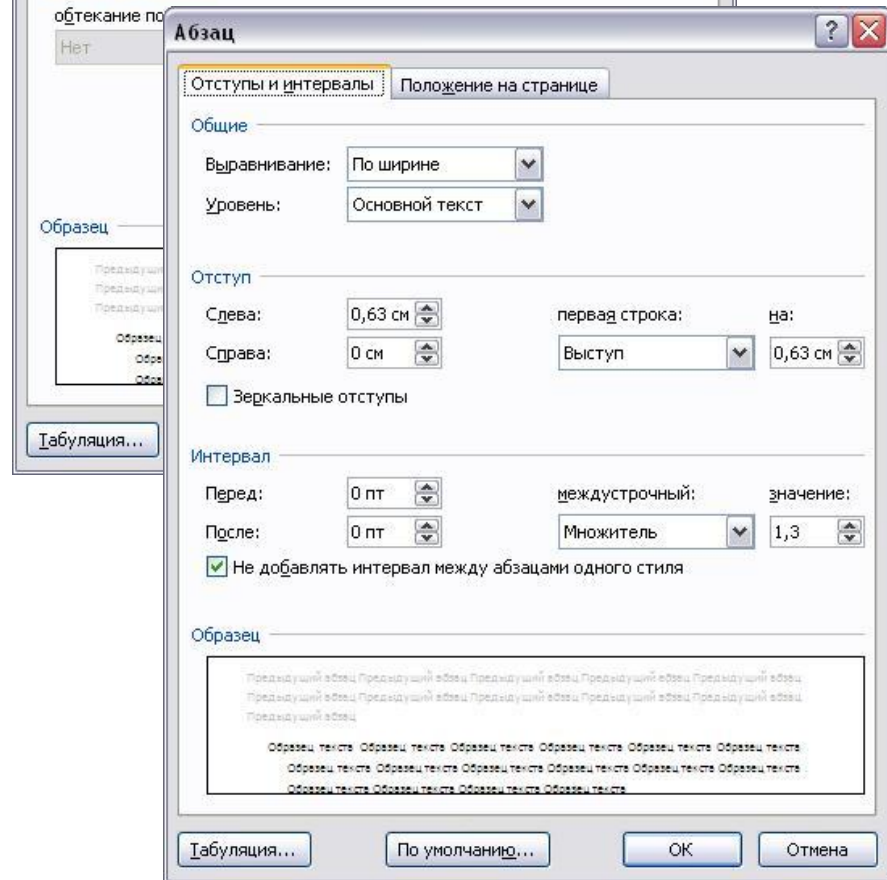 обтекание по
Нет
Образец
Предыдущий
Предыдущий
Предыдущий
Образец
Образ
Образ
Табуляция...
Абзац
Отступы и интервалы Положение на странице
Общие
Выравнивание: По ширине
Уровень: Основной текст
Отступ
Слева: 0,63 см первая строка: на:
Справа: 0 см Выступ 0,63 см
Зеркальные отступы
Интервал
Перед: 0 пт междустрочный: значение:
После: 0 пт Множитель 1,3
Не добавлять интервал между абзацами одного стиля
Образец
Предыдущий абзац Предыдущий абзац Предыдущий абзац Предыдущий абзац Предыдущий абзац
Предыдущий абзац Предыдущий абзац Предыдущий абзац Предыдущий абзац Предыдущий абзац
Предыдущий абзац
Образец текста Образец текста Образец текста Образец текста Образец текста Образец текста
Образец текста Образец текста Образец текста Образец текста Образец текста Образец текста
Образец текста Образец текста Образец текста Образец текста
Табуляция... По умолчанию... ОК Отмена